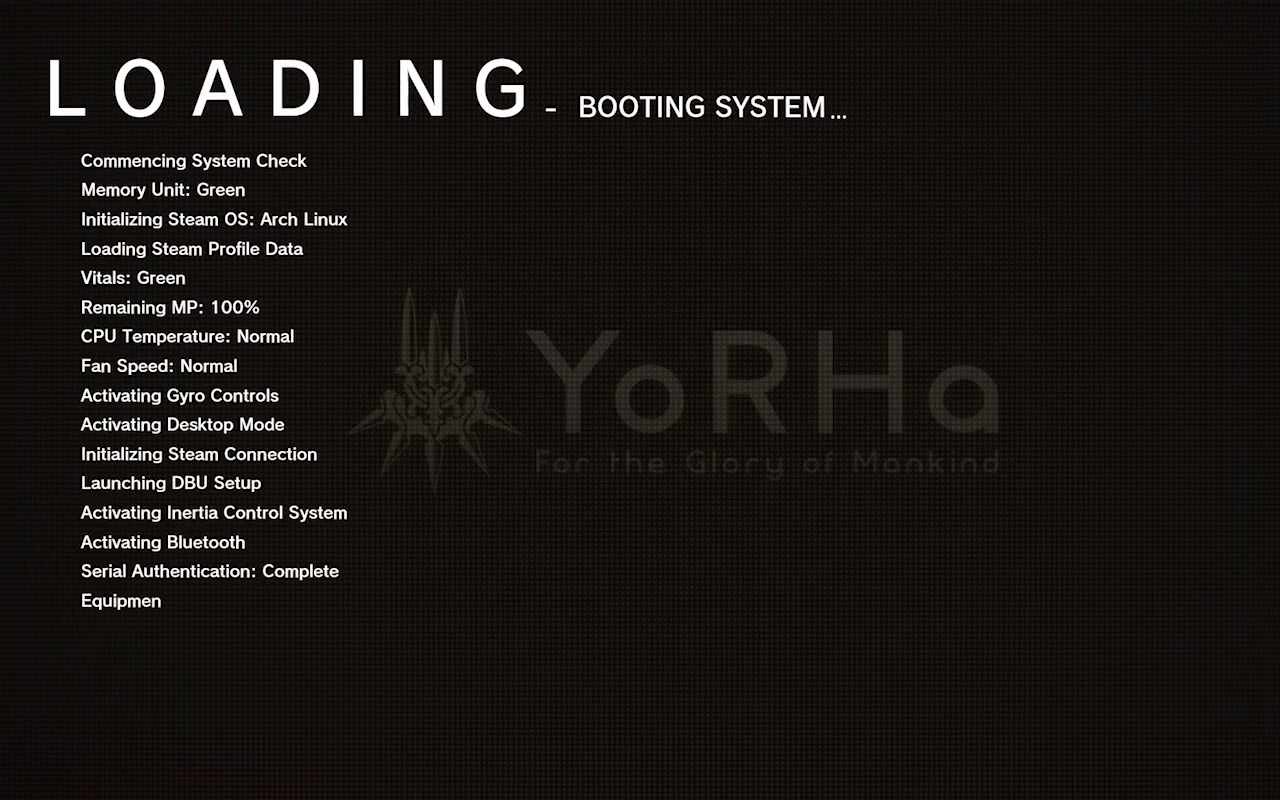 LOADING - BOOTING SYSTEM...
Commencing System Check
Memory Unit: Green
Initializing Steam OS: Arch Linux
Loading Steam Profile Data
Vitals: Green
Remaining MP: 100%
CPU Temperature: Normal
Fan Speed: Normal
Activating Gyro Controls
Activating Desktop Mode
Initializing Steam Connection
Launching DBU Setup
Activating Inertia Control System
Activating Bluetooth
Serial Authentication: Complete
Equipmen
YoRHa
For the Glory of Mankind